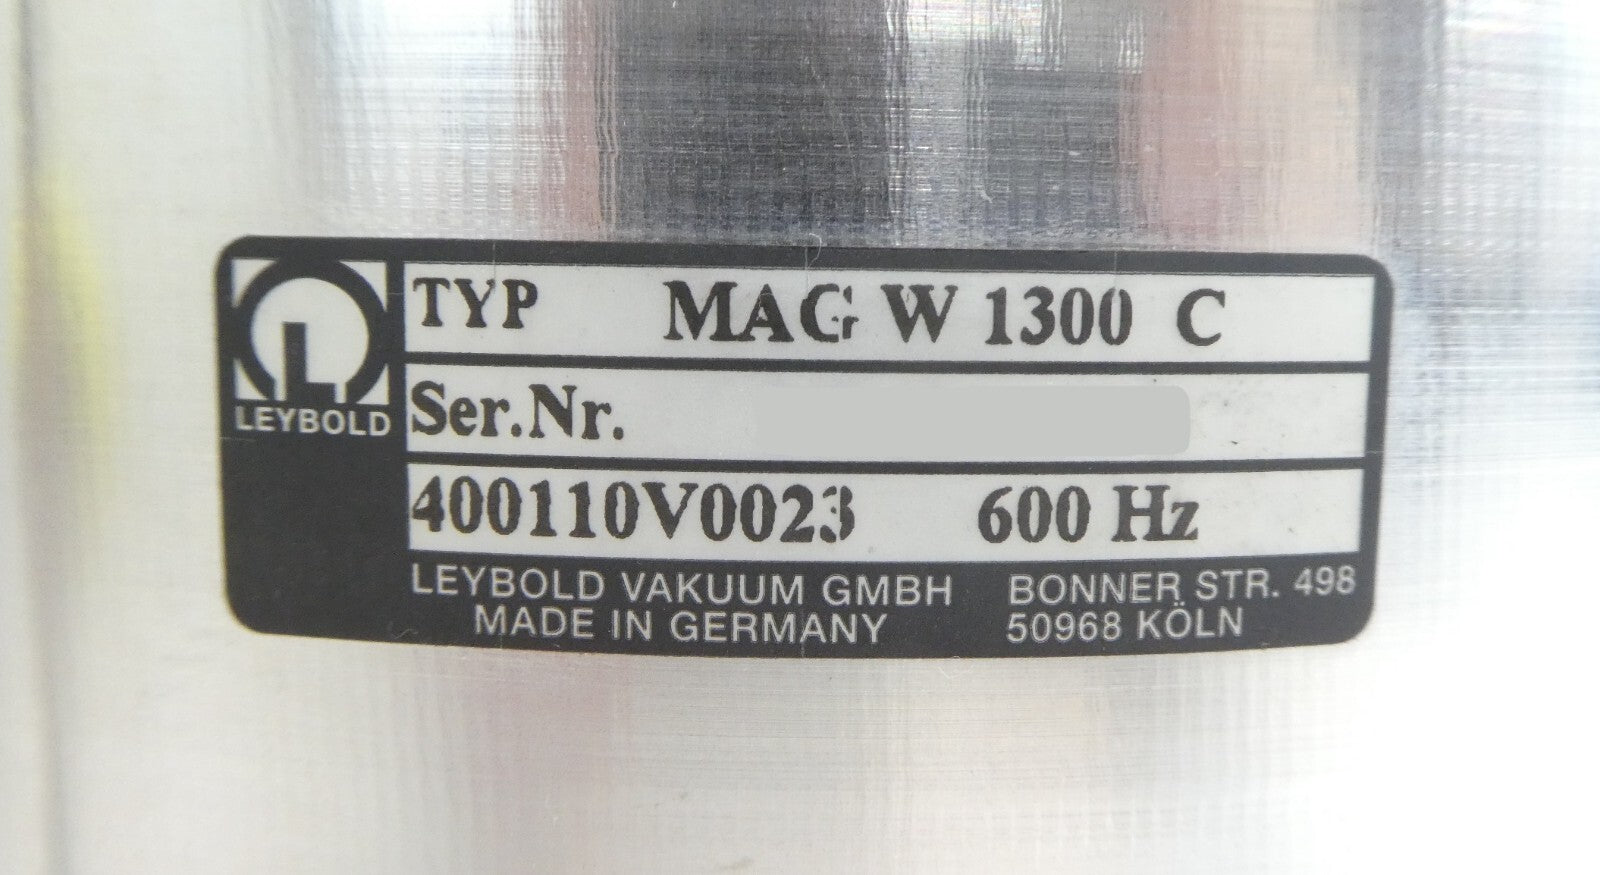 TYP MAG W 1300 C
LEYBOLD
Ser.Nr.
400110V0023 600 Hz
LEYBOLD VAKUUM GMBH BONNER STR. 498
MADE IN GERMANY 50968 KÖLN